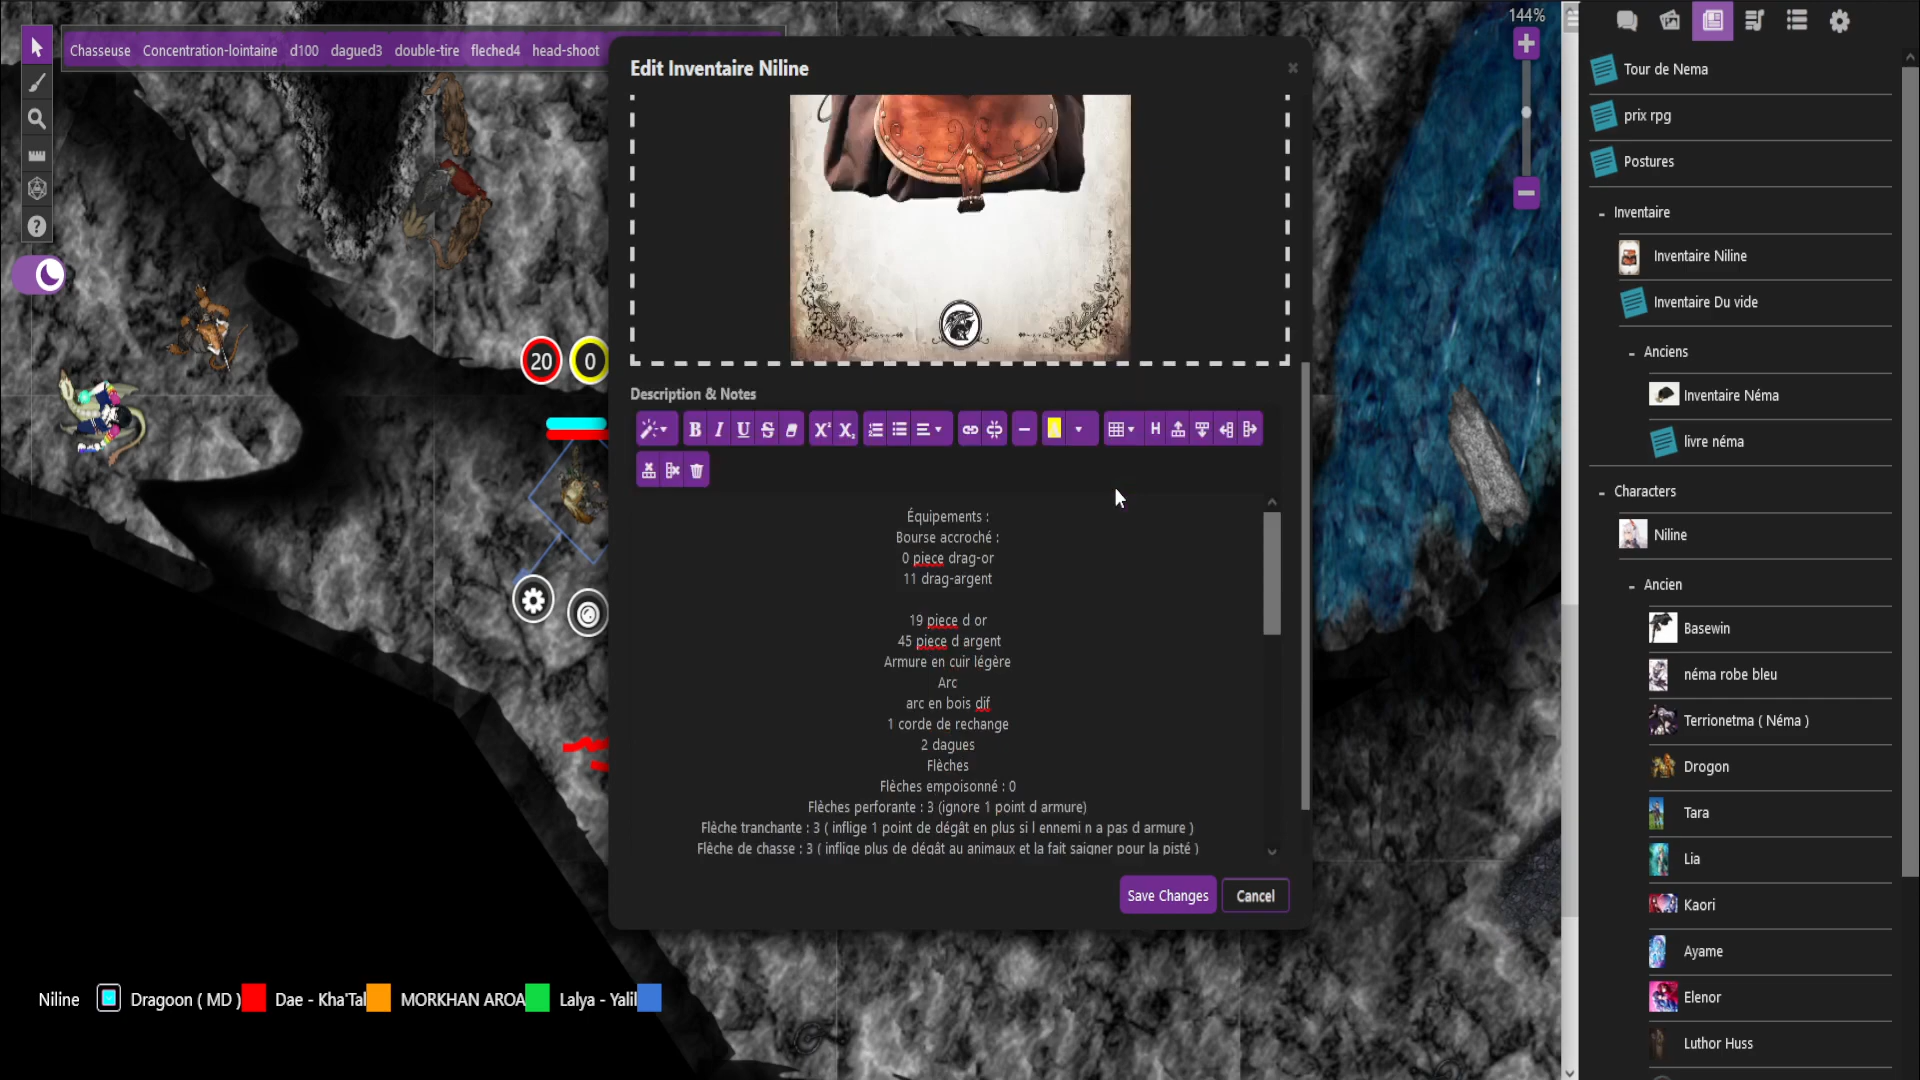 144%
Chasseuse Concentration-lointaine d100 dagued3 double-tire fleched4 head-shoot
Edit Inventaire Niline
20 0
Description & Notes
B I U S X² X₂ H
Équipements :
Bourse accroché :
0 piece drag-or
11 drag-argent
19 piece d or
45 piece d argent
Armure en cuir légère
Arc
arc en bois dif
1 corde de rechange
2 dagues
Flèches
Flèches empoisonné : 0
Flèches perforante : 3 (ignore 1 point d armure)
Flèche tranchante : 3 ( inflige 1 point de dégât en plus si l ennemi n a pas d armure )
Flèche de chasse : 3 ( inflige plus de dégât au animaux et la fait saigner pour la pisté )
Save Changes Cancel
Niline Dragoon ( MD ) Dae - Kha'Tal MORKHAN AROA Lalya - Yalil
Tour de Nema
prix rpg
Postures
- Inventaire
Inventaire Niline
Inventaire Du vide
- Anciens
Inventaire Néma
livre néma
- Characters
Niline
- Ancien
Basewin
néma robe bleu
Terrionetma ( Néma )
Drogon
Tara
Lia
Kaori
Ayame
Elenor
Luthor Huss